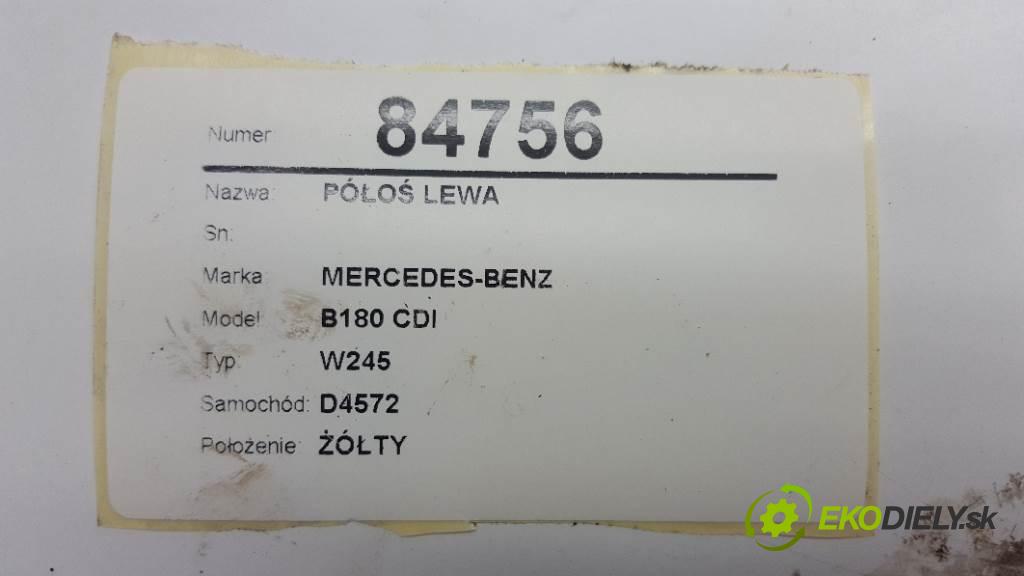 Numer: 84756
Nazwa: PÓŁOŚ LEWA
Sn:
Marka: MERCEDES-BENZ
Model: B180 CDI
Typ: W245
Samochód: D4572
Położenie: ŻÓŁTY
EKODIELY.sk